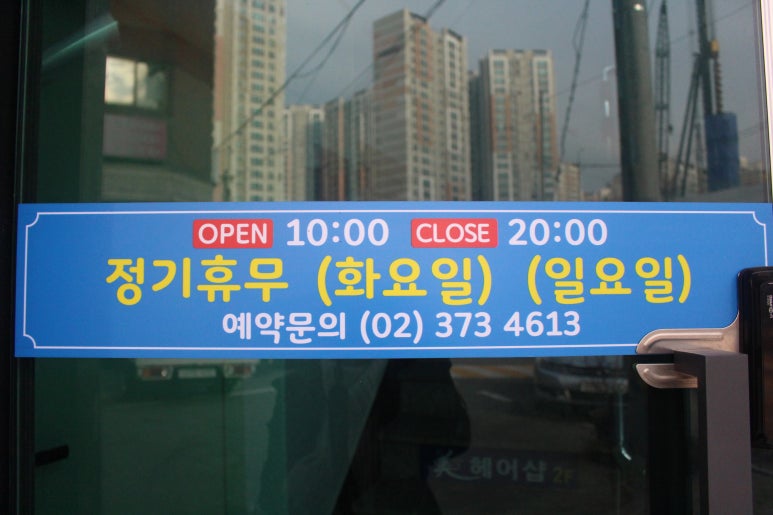 OPEN 10:00 CLOSE 20:00
정기휴무 (화요일) (일요일)
예약문의 (02) 373 4613
헤어샵 2F